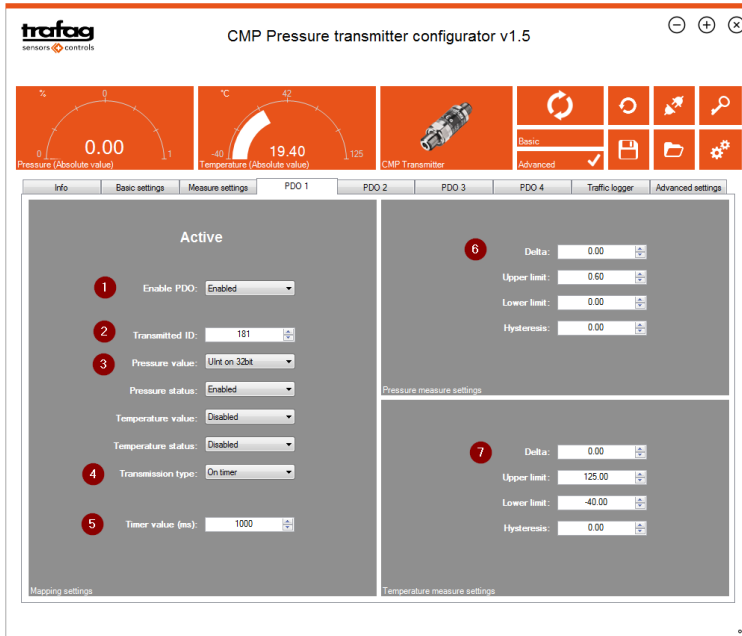 trafag
sensors controls
CMP Pressure transmitter configurator v1.5
% 0
0 0.00 1
Pressure (Absolute value)
°C 42
-40 19.40 125
Temperature (Absolute value)
CMP Transmitter
Basic
Advanced
Info Basic settings Measure settings PDO 1 PDO 2 PDO 3 PDO 4 Traffic logger Advanced settings
Active
1 Enable PDO: Enabled
2 Transmitted ID: 181
3 Pressure value: UInt on 32bit
Pressure status: Enabled
Temperature value: Disabled
Temperature status: Disabled
4 Transmission type: On timer
5 Timer value (ms): 1000
Mapping settings
6 Delta: 0.00
Upper limit: 0.60
Lower limit: 0.00
Hysteresis: 0.00
Pressure measure settings
7 Delta: 0.00
Upper limit: 125.00
Lower limit: -40.00
Hysteresis: 0.00
Temperature measure settings